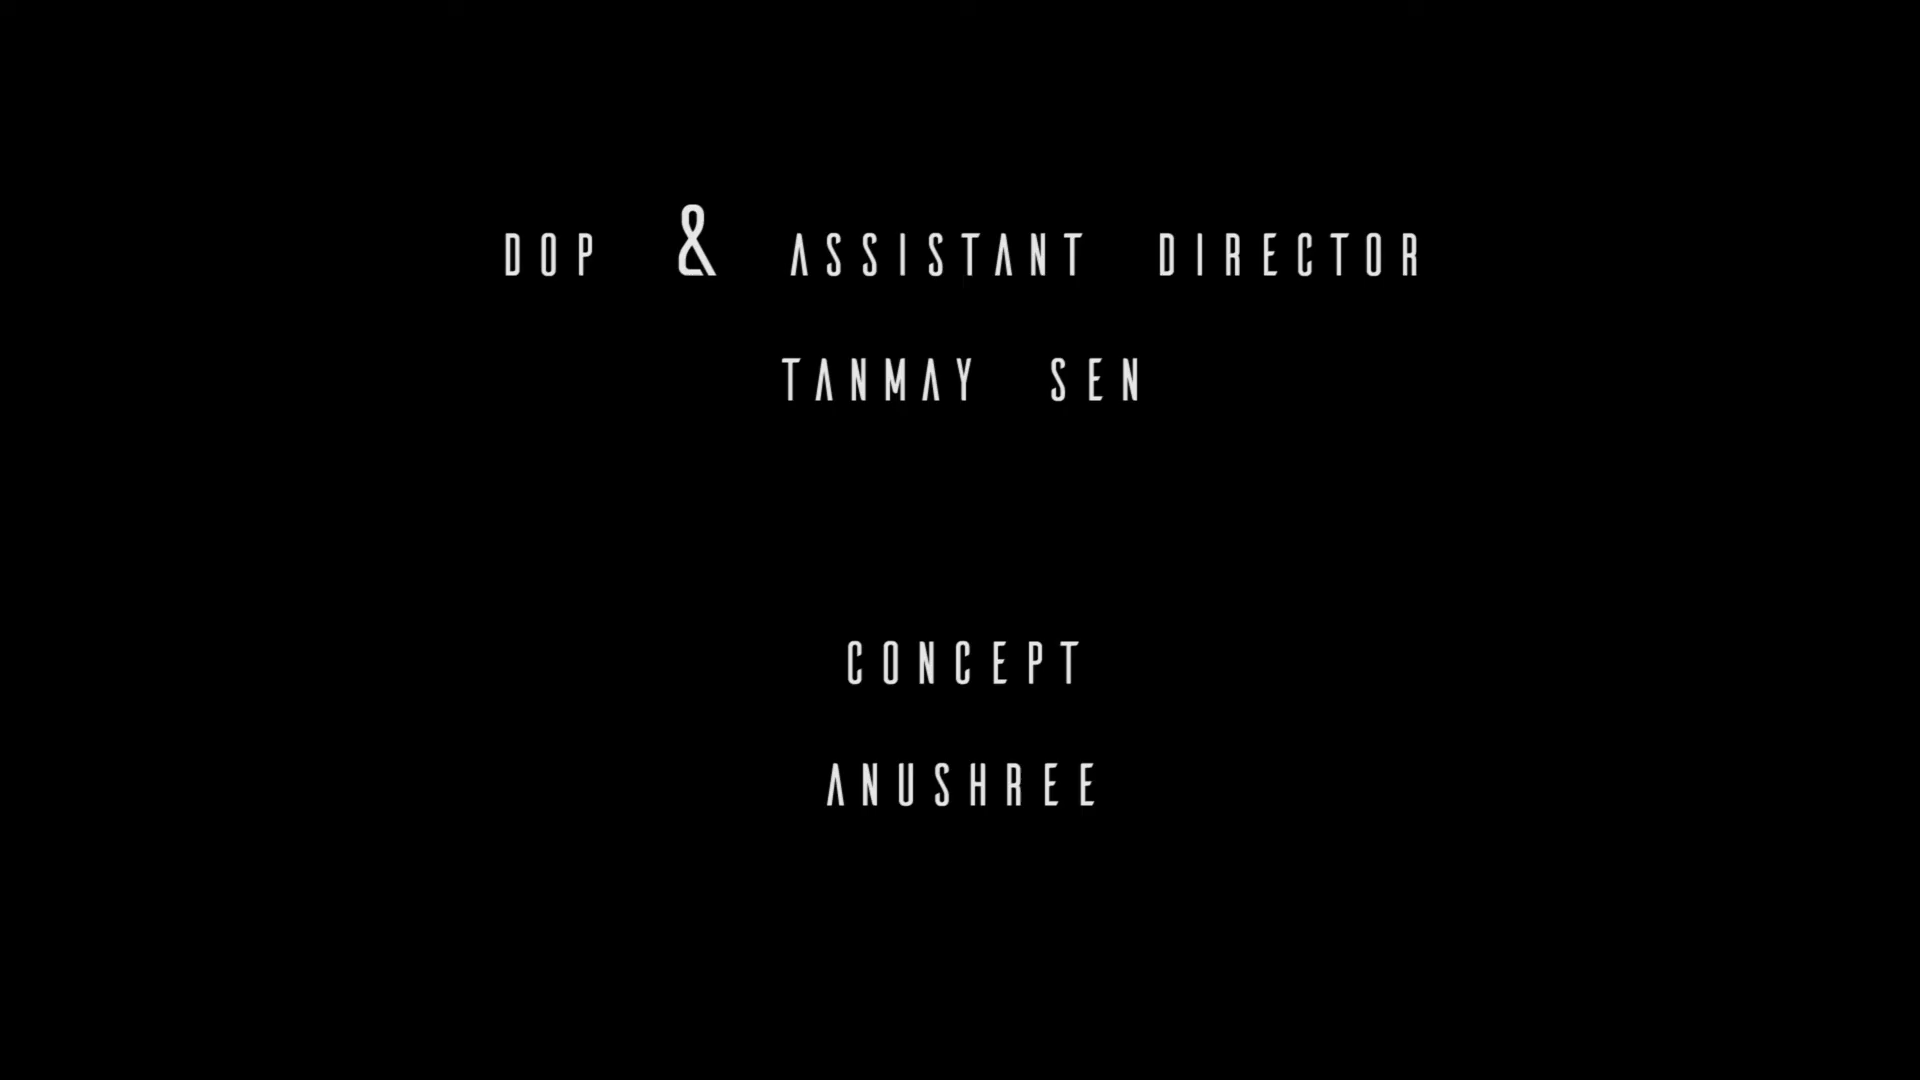 DOP & ASSISTANT DIRECTOR
TANMAY SEN
CONCEPT
ANUSHREE